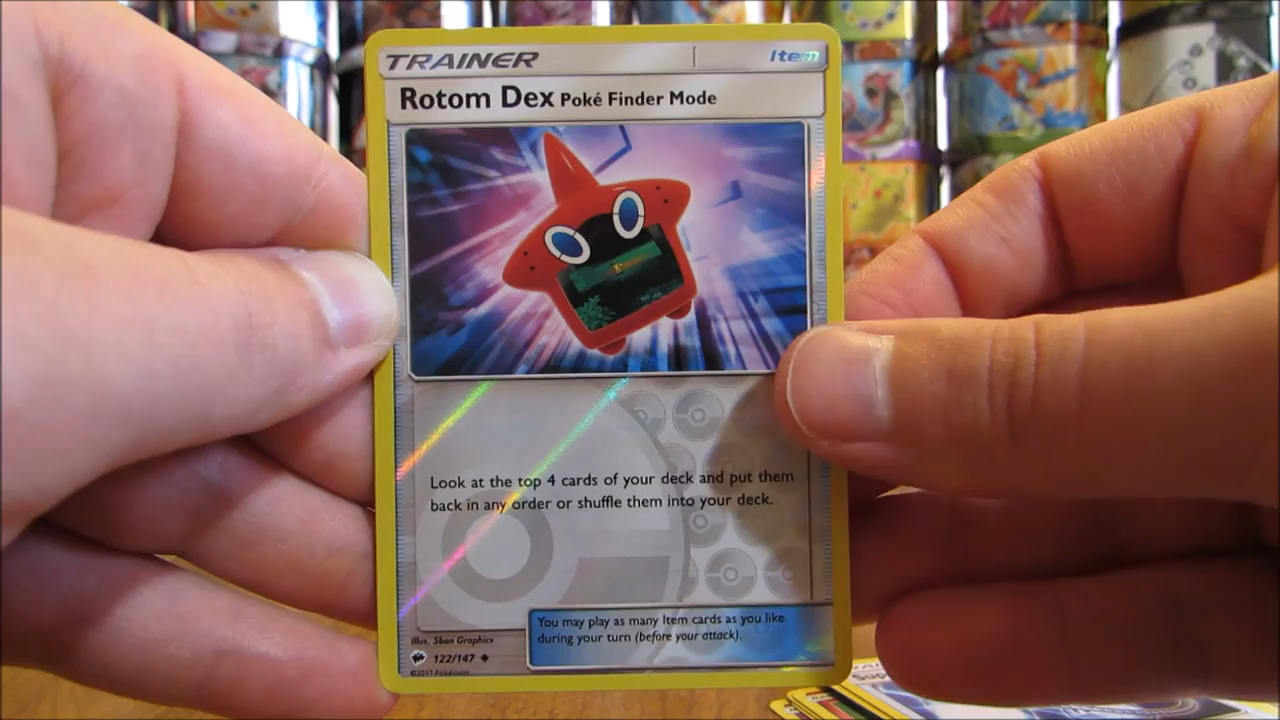 TRAINER Item
Rotom Dex Poké Finder Mode
Look at the top 4 cards of your deck and put them
back in any order or shuffle them into your deck.
You may play as many Item cards as you like
during your turn (before your attack).
Illus. 5ban Graphics
122/147
©2017 Pokémon